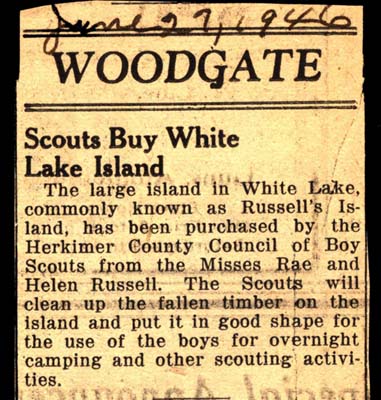 June 27, 1946
WOODGATE
Scouts Buy White
Lake Island
The large island in White Lake,
commonly known as Russell's Is-
land, has been purchased by the
Herkimer County Council of Boy
Scouts from the Misses Rae and
Helen Russell. The Scouts will
clean up the fallen timber on the
island and put it in good shape for
the use of the boys for overnight
camping and other scouting activi-
ties.